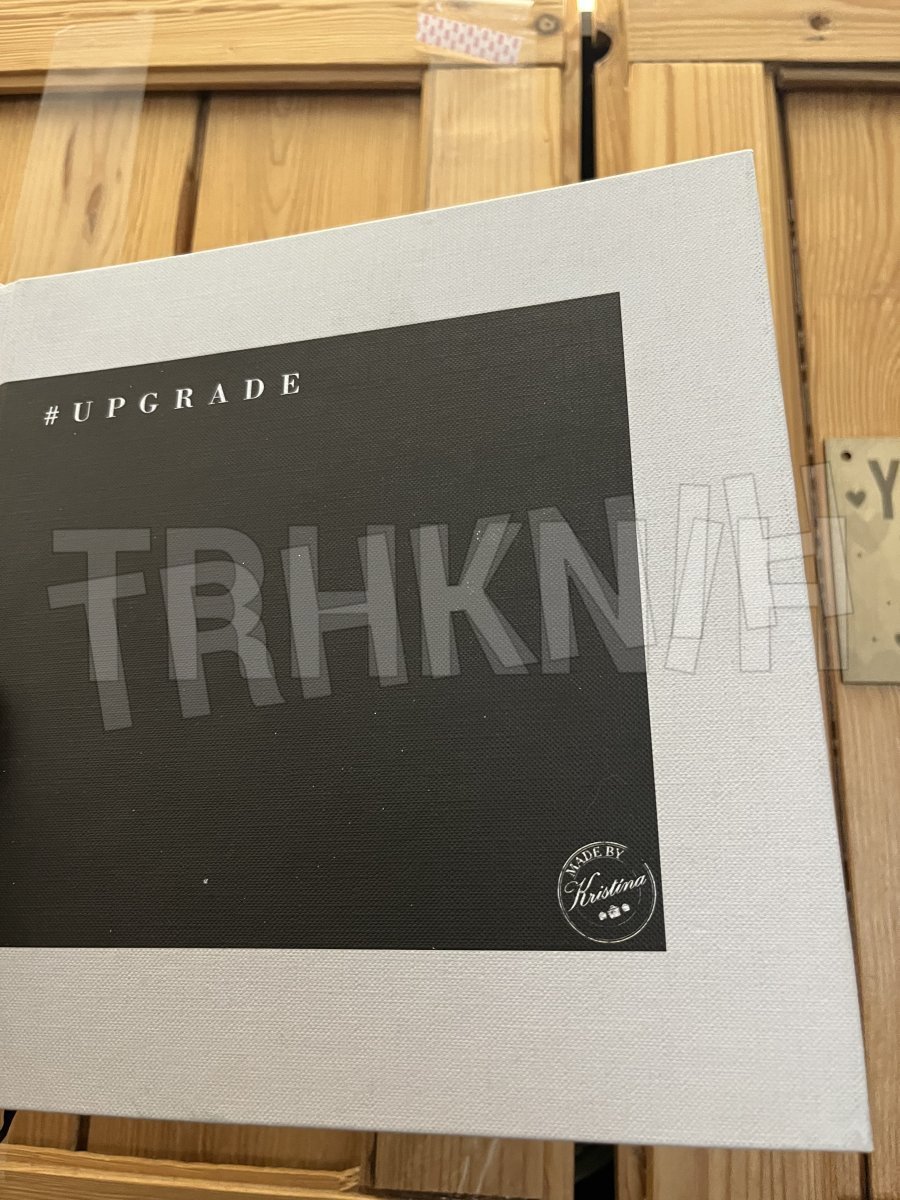 #UPGRADE
TRHKN/H
Y
MADE BY
Kristina